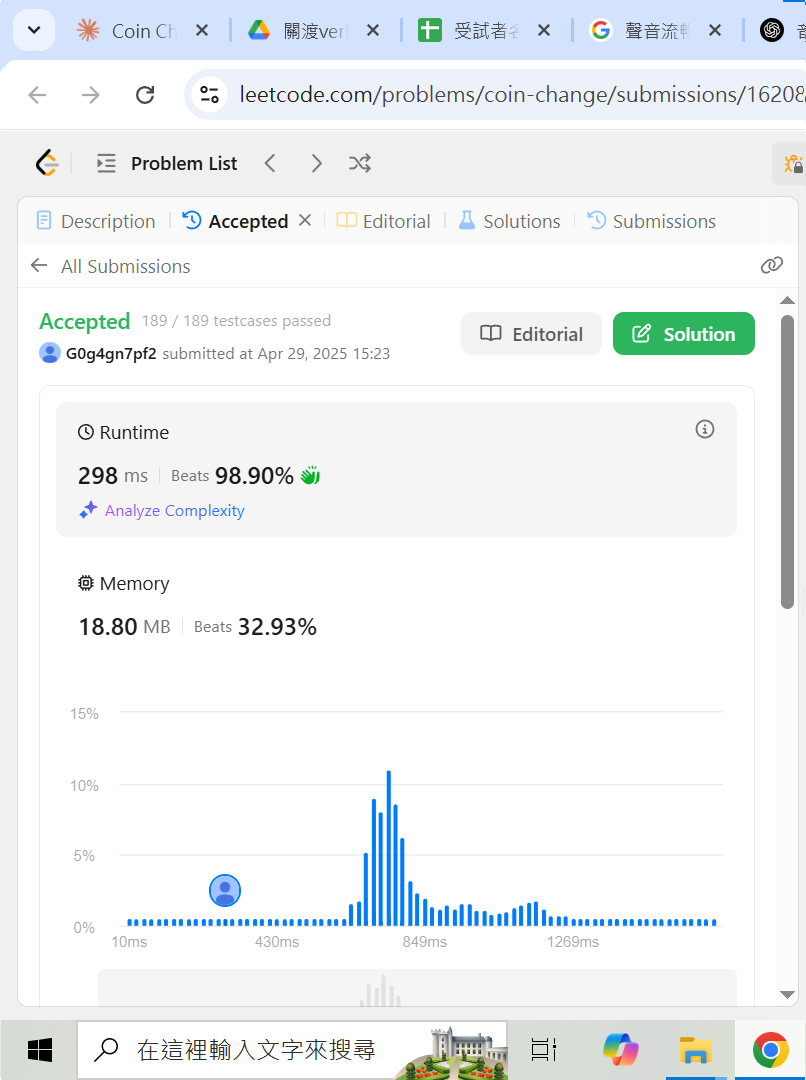 Coin Ch 關渡ver 受試者名 聲音流暢
leetcode.com/problems/coin-change/submissions/16208
Problem List
Description Accepted Editorial Solutions Submissions
All Submissions
Accepted 189 / 189 testcases passed
G0g4gn7pf2 submitted at Apr 29, 2025 15:23
Editorial
Solution
Runtime
298 ms Beats 98.90%
Analyze Complexity
Memory
18.80 MB Beats 32.93%
15%
10%
5%
0%
10ms 430ms 849ms 1269ms
在這裡輸入文字來搜尋